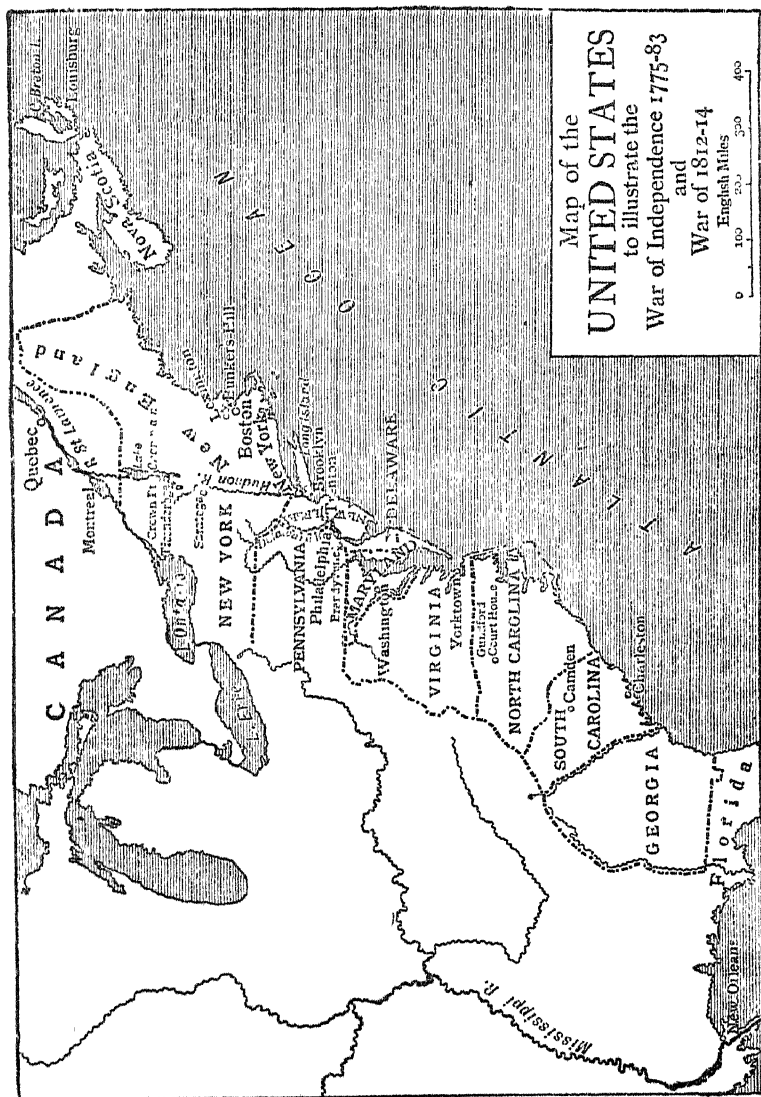 Map of the
UNITED STATES
to illustrate the
War of Independence 1775-83
and
War of 1812-14
English Miles
0 100 200 300 400
CANADA
Quebec
R. St Lawrence
Montreal
C. Breton I.
Louisburg
Nova Scotia
New England
Bunkers Hill
Boston
Hudson R.
New York
Long Island
Brooklyn
Ontario
Erie
NEW YORK
PENNSYLVANIA
Philadelphia
DELAWARE
MARYLAND
Washington
VIRGINIA
Yorktown
Guildford
Court House
NORTH CAROLINA
SOUTH
CAROLINA
Camden
Charleston
GEORGIA
Florida
Mississippi R.
New Orleans
ATLANTIC OCEAN